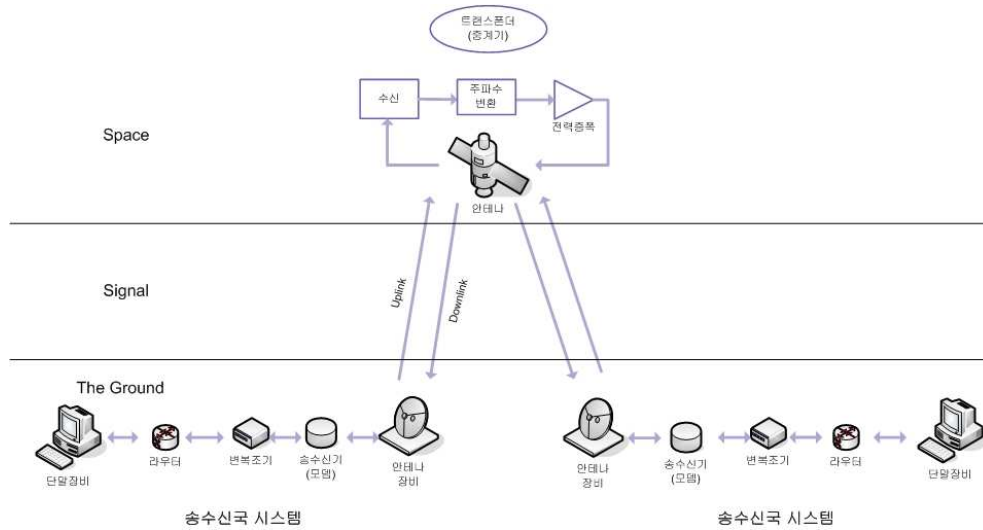 트랜스폰더
(중계기)
수신
주파수
변환
전력증폭
Space
안테나
Signal
Uplink
Downlink
The Ground
단말장비
라우터
변복조기
송수신기
(모뎀)
안테나
장비
안테나
장비
송수신기
(모뎀)
변복조기
라우터
단말장비
송수신국 시스템
송수신국 시스템